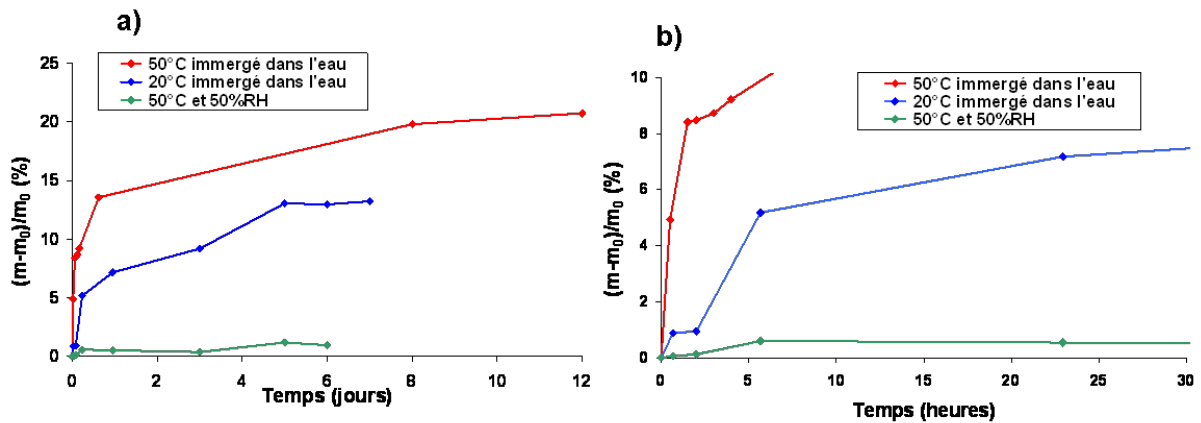 a)
25
20
15
10
5
0
(m-m₀)/m₀ (%)
50°C immergé dans l'eau
20°C immergé dans l'eau
50°C et 50%RH
0 2 4 6 8 10 12
Temps (jours)
b)
10
8
6
4
2
0
(m-m₀)/m₀ (%)
50°C immergé dans l'eau
20°C immergé dans l'eau
50°C et 50%RH
0 5 10 15 20 25 30
Temps (heures)